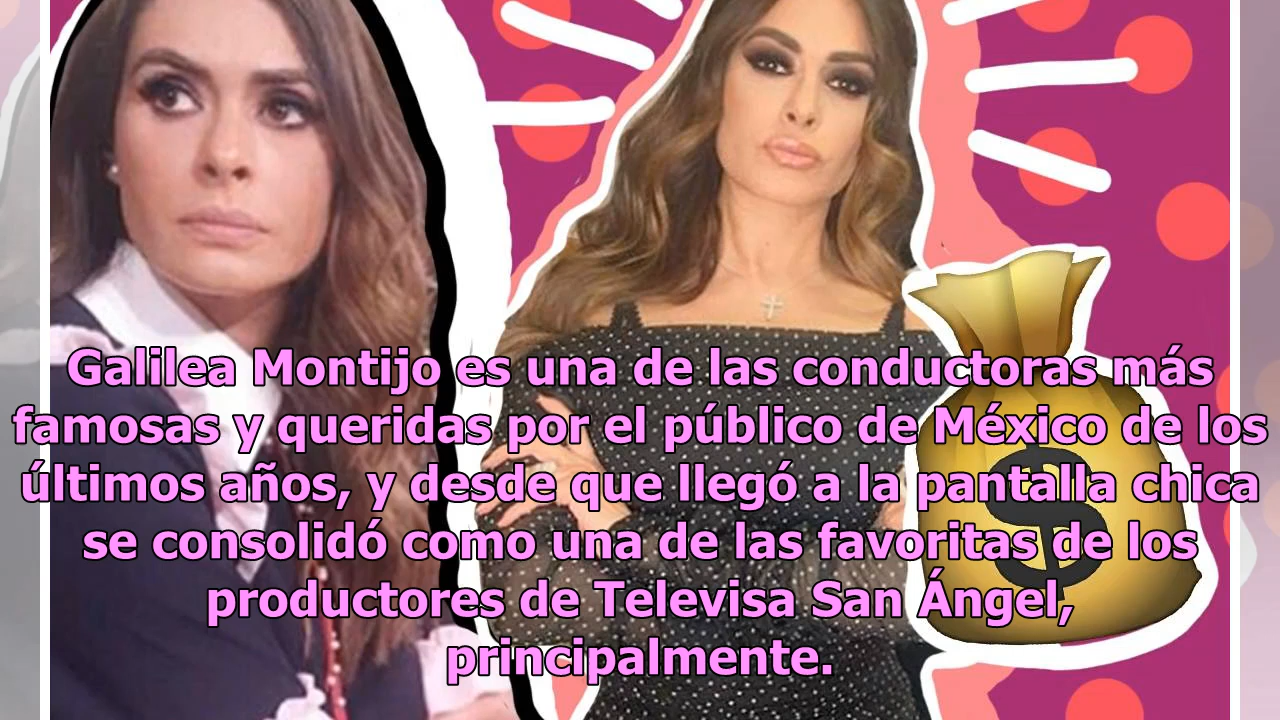 Galilea Montijo es una de las conductoras más
famosas y queridas por el público de México de los
últimos años, y desde que llegó a la pantalla chica
se consolidó como una de las favoritas de los
productores de Televisa San Ángel,
principalmente.
$